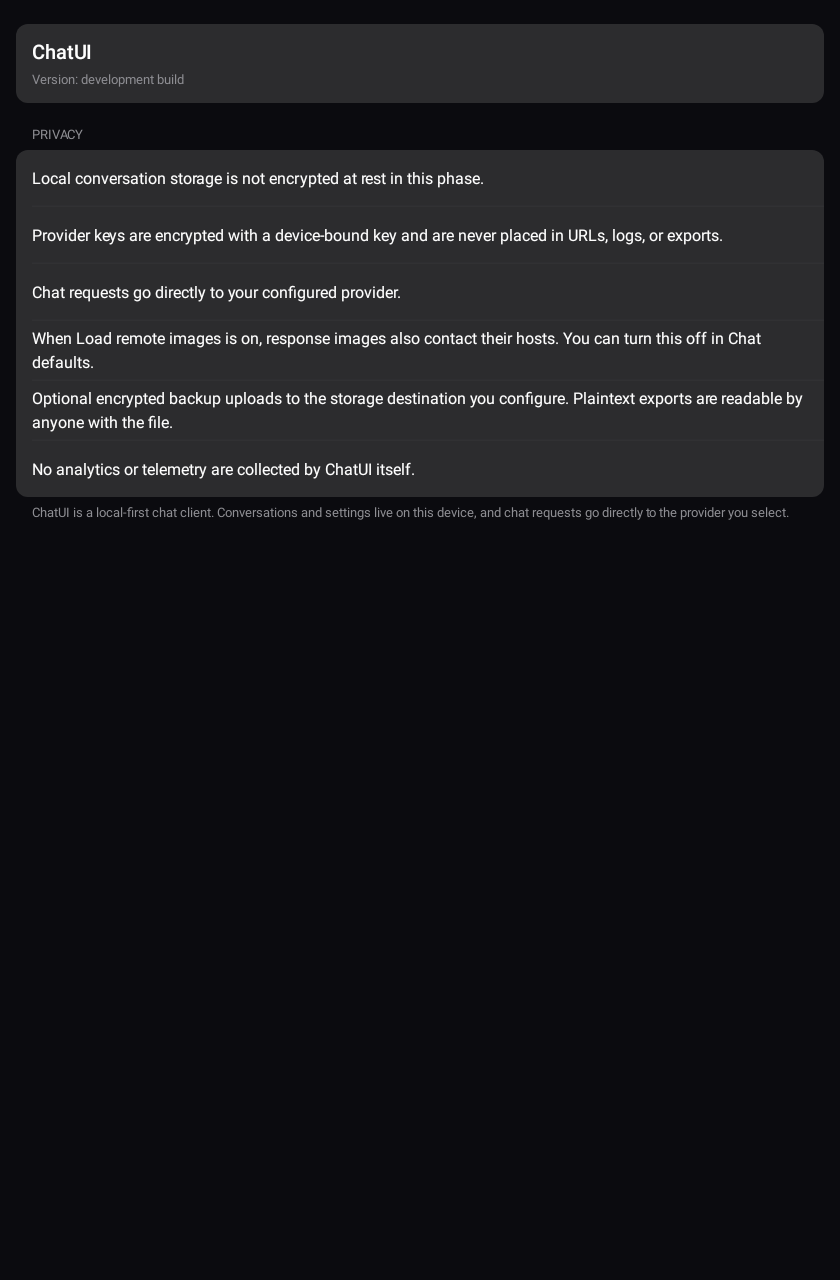 ChatUI
Version: development build
PRIVACY
Local conversation storage is not encrypted at rest in this phase.
Provider keys are encrypted with a device-bound key and are never placed in URLs, logs, or exports.
Chat requests go directly to your configured provider.
When Load remote images is on, response images also contact their hosts. You can turn this off in Chat
defaults.
Optional encrypted backup uploads to the storage destination you configure. Plaintext exports are readable by
anyone with the file.
No analytics or telemetry are collected by ChatUI itself.
ChatUI is a local-first chat client. Conversations and settings live on this device, and chat requests go directly to the provider you select.